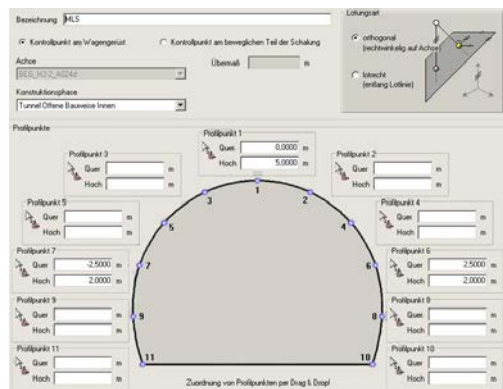 Bezeichnung MLS
Kontrollpunkt am Wagengerüst
Kontrollpunkt am beweglichen Teil der Schalung
Achse
Übermaß m
Konstruktionsphase
Tunnel Offene Bauweise Innen
Lotungsart
orthogonal
(rechtwinkelig auf Achse)
lotrecht
(entlang Lotlinie)
Profilpunkte
Profilpunkt 1
Quer 0,0000 m
Hoch 5,0000 m
Profilpunkt 3
Quer m
Hoch m
Profilpunkt 2
Quer m
Hoch m
Profilpunkt 5
Quer m
Hoch m
Profilpunkt 4
Quer m
Hoch m
Profilpunkt 7
Quer -2,5000 m
Hoch 2,0000 m
Profilpunkt 6
Quer 2,5000 m
Hoch 2,0000 m
Profilpunkt 9
Quer m
Hoch m
Profilpunkt 8
Quer m
Hoch m
Profilpunkt 11
Quer m
Hoch m
Profilpunkt 10
Quer m
Hoch m
1
3
2
5
4
7
6
9
8
11
10
Zuordnung von Profilpunkten per Drag & Drop!